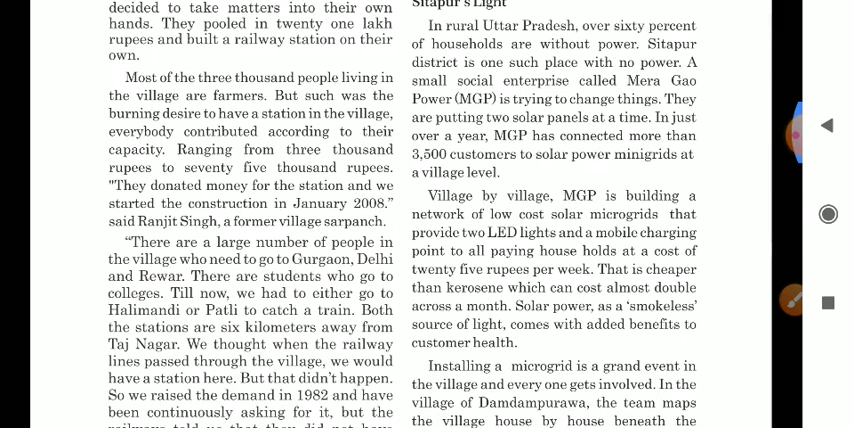 decided to take matters into their own
hands. They pooled in twenty one lakh
rupees and built a railway station on their
own.
Most of the three thousand people living in
the village are farmers. But such was the
burning desire to have a station in the village,
everybody contributed according to their
capacity. Ranging from three thousand
rupees to seventy five thousand rupees.
"They donated money for the station and we
started the construction in January 2008.”
said Ranjit Singh, a former village sarpanch.
“There are a large number of people in
the village who need to go to Gurgaon, Delhi
and Rewar. There are students who go to
colleges. Till now, we had to either go to
Halimandi or Patli to catch a train. Both
the stations are six kilometers away from
Taj Nagar. We thought when the railway
lines passed through the village, we would
have a station here. But that didn’t happen.
So we raised the demand in 1982 and have
been continuously asking for it, but the
railways told us that they did not have
Sitapur’s Light
In rural Uttar Pradesh, over sixty percent
of households are without power. Sitapur
district is one such place with no power. A
small social enterprise called Mera Gao
Power (MGP) is trying to change things. They
are putting two solar panels at a time. In just
over a year, MGP has connected more than
3,500 customers to solar power minigrids at
a village level.
Village by village, MGP is building a
network of low cost solar microgrids that
provide two LED lights and a mobile charging
point to all paying house holds at a cost of
twenty five rupees per week. That is cheaper
than kerosene which can cost almost double
across a month. Solar power, as a ‘smokeless’
source of light, comes with added benefits to
customer health.
Installing a microgrid is a grand event in
the village and every one gets involved. In the
village of Damdampurawa, the team maps
the village house by house beneath the